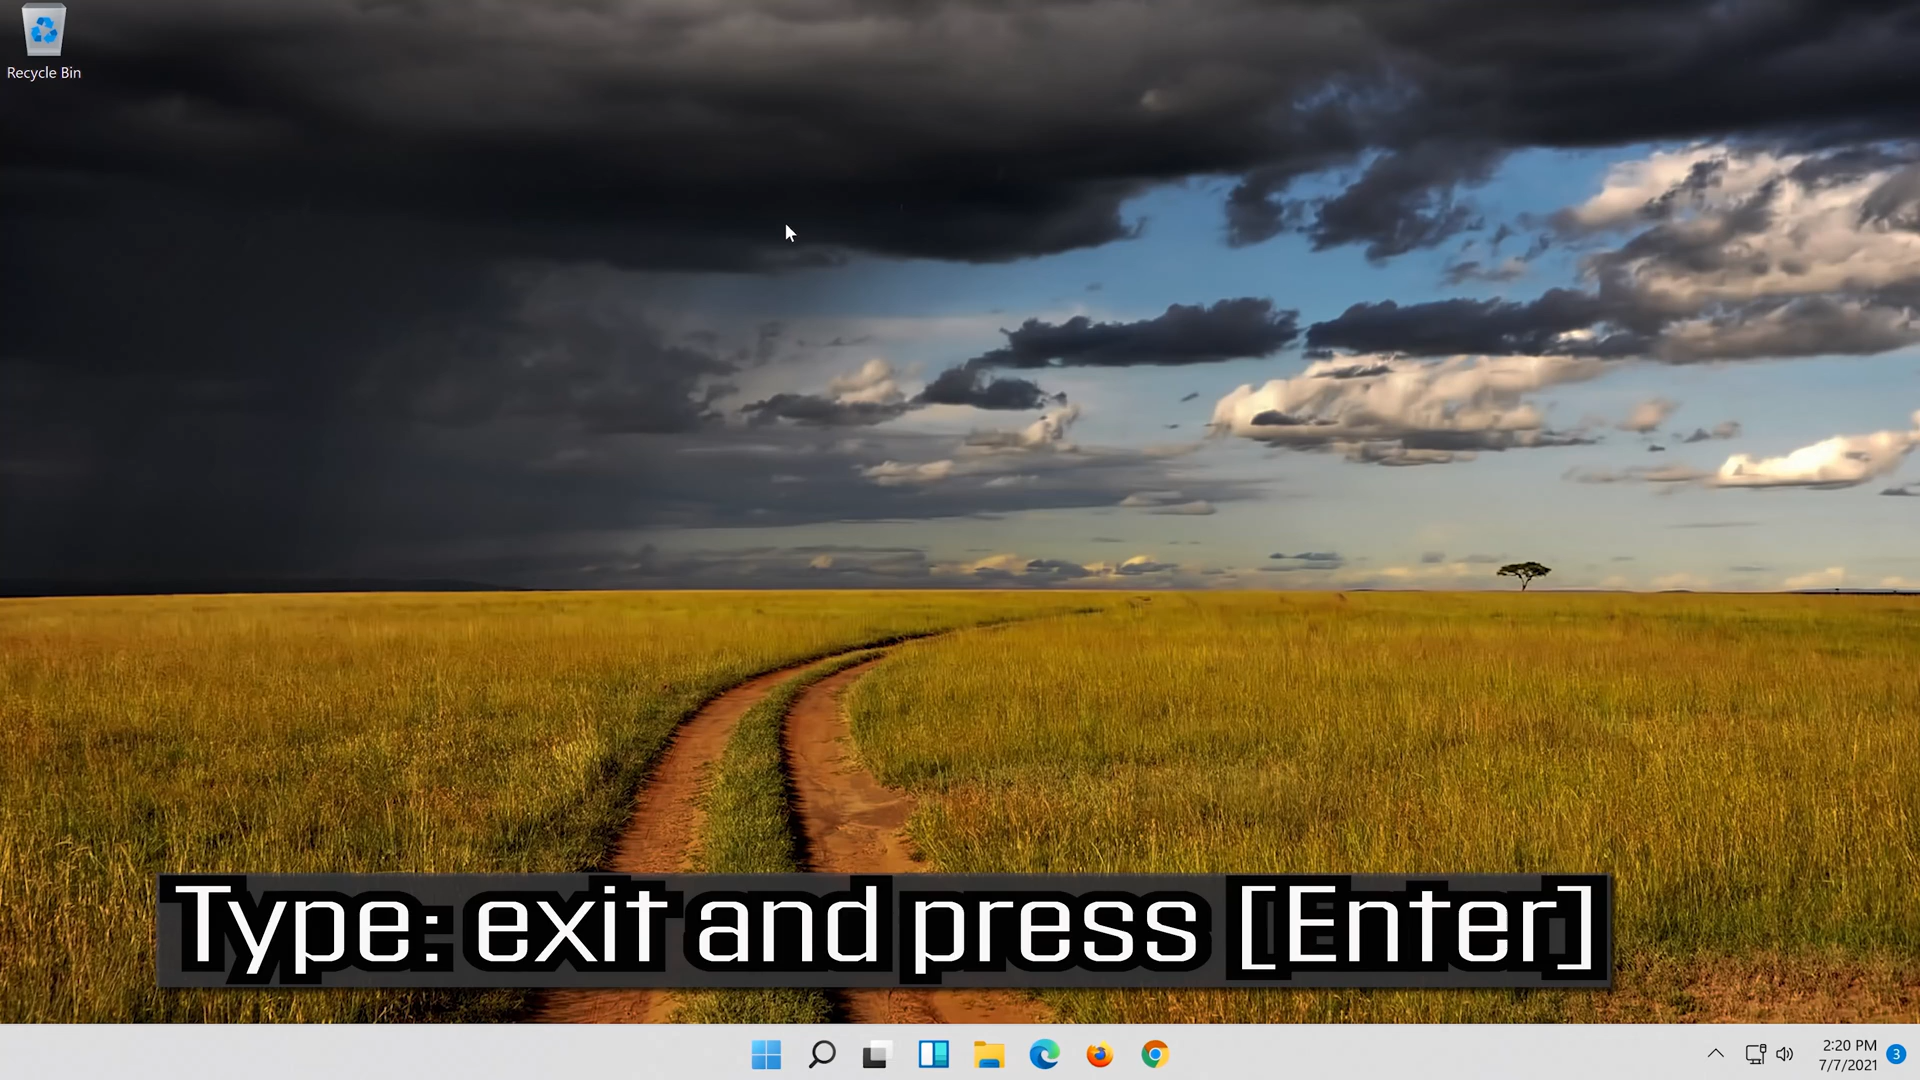 Recycle Bin
Type: exit and press [Enter]
2:20 PM
7/7/2021
3